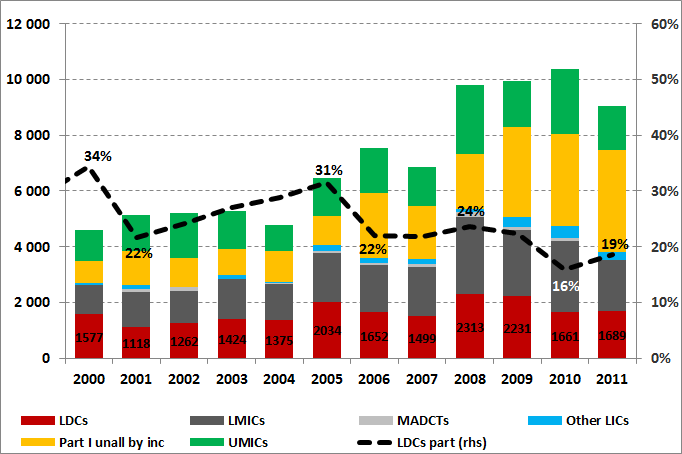 12 000 60%
10 000 50%
8 000 40%
6 000 30%
4 000 20%
2 000 10%
0 0%
34% 31%
22% 22% 24% 19%
16%
1577 1118 1262 1424 1375 2034 1652 1499 2313 2231 1661 1689
2000 2001 2002 2003 2004 2005 2006 2007 2008 2009 2010 2011
LDCs LMICs MADCTs Other LICs
Part I unall by inc UMICs LDCs part (rhs)